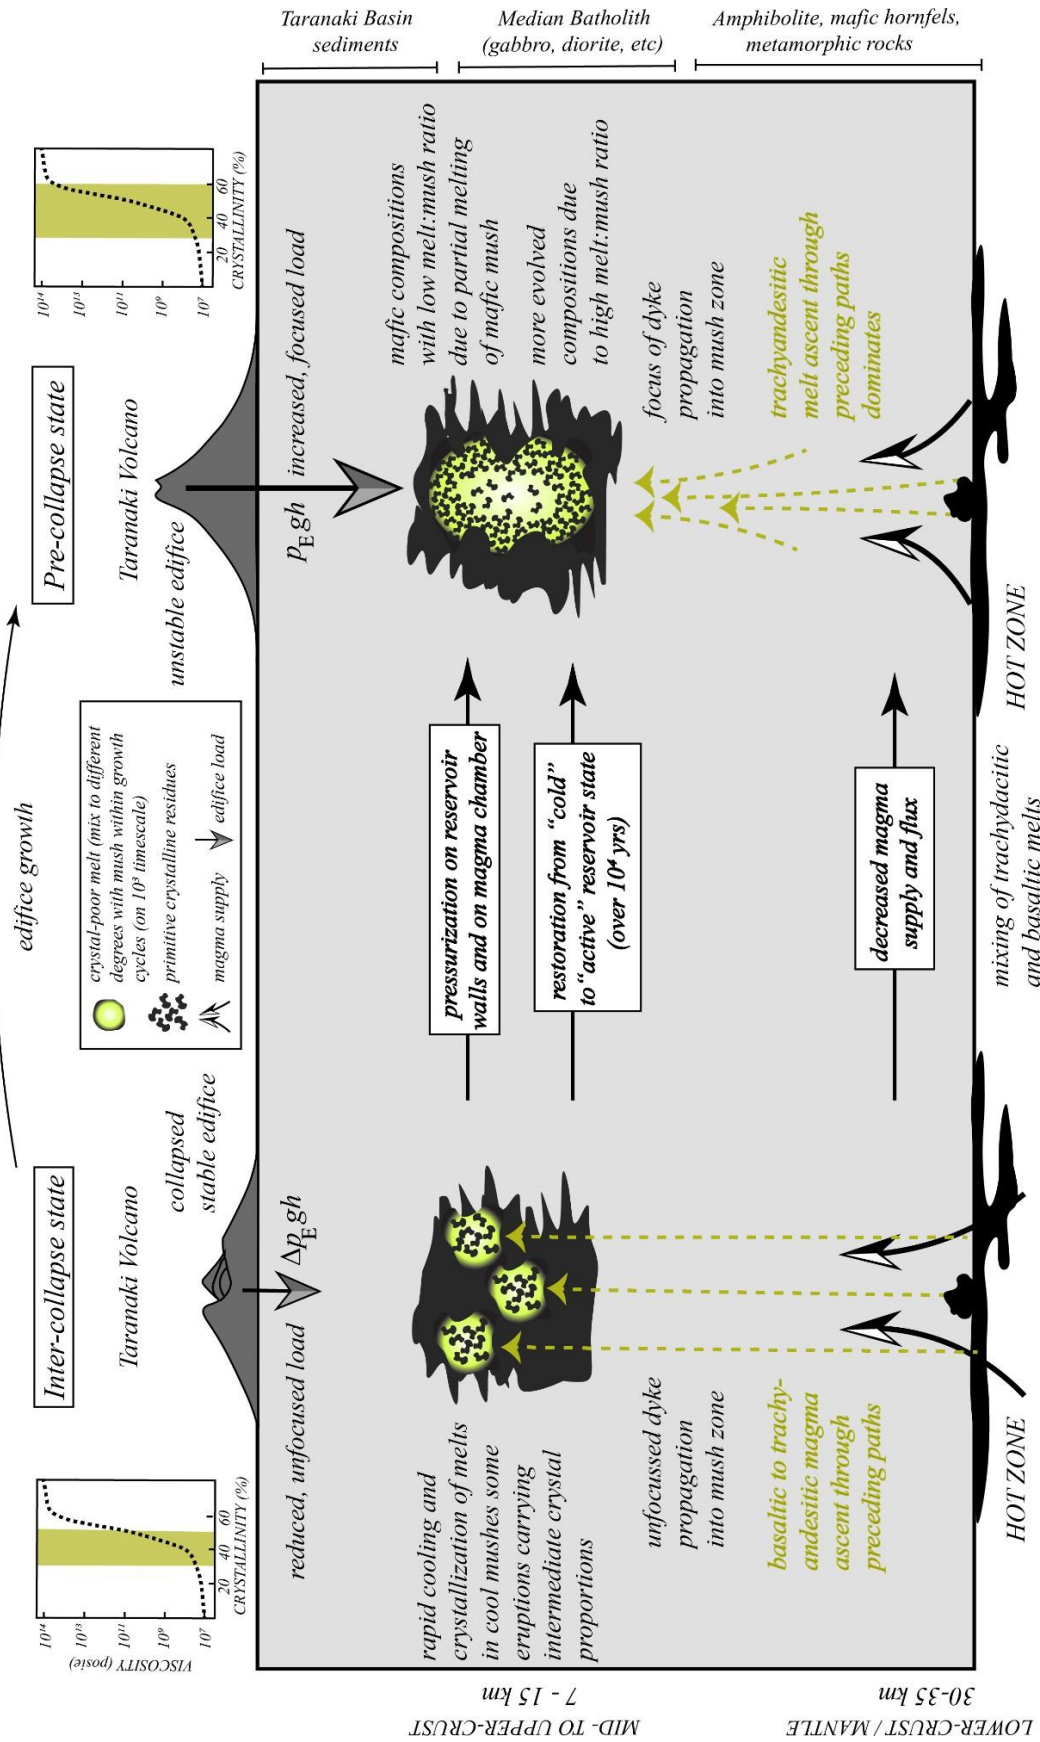 edifice growth
Inter-collapse state
Pre-collapse state
Taranaki Volcano
collapsed
stable edifice
Taranaki Volcano
unstable edifice
VISCOSITY (posie)
10¹⁴
10¹³
10¹¹
10⁹
10⁷
20
40
60
CRYSTALLINITY (%)
crystal-poor melt (mix to different
degrees with mush within growth
cycles (on 10³ timescale)
primitive crystalline residues
magma supply
edifice load
10¹⁴
10¹³
10¹¹
10⁹
10⁷
20
40
60
CRYSTALLINITY (%)
reduced, unfocused load
Δp_E gh
p_E gh
increased, focused load
Taranaki Basin
sediments
Median Batholith
(gabbro, diorite, etc)
Amphibolite, mafic hornfels,
metamorphic rocks
MID- TO UPPER-CRUST
7 - 15 km
LOWER-CRUST / MANTLE
30-35 km
rapid cooling and
crystallization of melts
in cool mushes some
eruptions carrying
intermediate crystal
proportions
unfocussed dyke
propagation
into mush zone
basaltic to trachy-
andesitic magma
ascent through
preceding paths
pressurization on reservoir
walls and on magma chamber
restoration from “cold”
to “active” reservoir state
(over 10⁴ yrs)
decreased magma
supply and flux
mafic compositions
with low melt:mush ratio
due to partial melting
of mafic mush
more evolved
compositions due
to high melt:mush ratio
focus of dyke
propagation
into mush zone
trachyandesitic
melt ascent through
preceding paths
dominates
HOT ZONE
mixing of trachydacitic
and basaltic melts
HOT ZONE